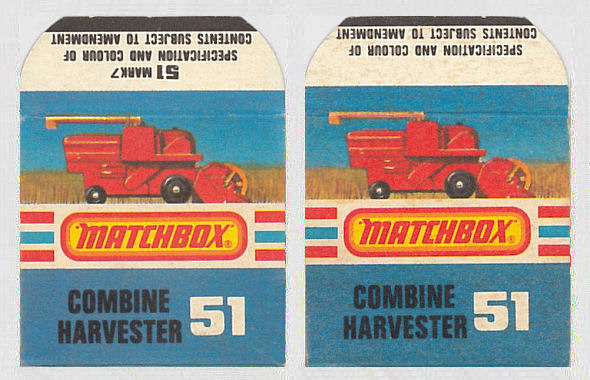 51 MARK7
SPECIFICATION AND COLOUR OF
CONTENTS SUBJECT TO AMENDMENT
MATCHBOX®
COMBINE
HARVESTER 51
SPECIFICATION AND COLOUR OF
CONTENTS SUBJECT TO AMENDMENT
MATCHBOX®
COMBINE
HARVESTER 51